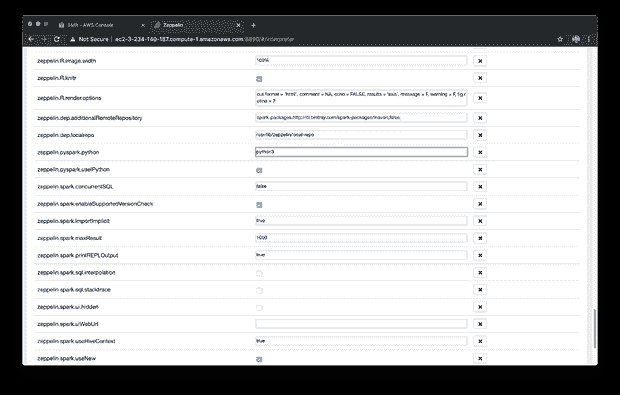 EMR - AWS Console
Zeppelin
Not Secure | ec2-3-234-160-187.compute-1.amazonaws.com:8890/#/interpreter
zeppelin.R.image.width 100%
zeppelin.R.knitr
zeppelin.R.render.options out.format = 'html', comment = NA, echo = FALSE, results = 'asis', message = F, warning = F, fig.r
etina = 2
zeppelin.dep.additionalRemoteRepository spark-packages,http://dl.bintray.com/spark-packages/maven,false;
zeppelin.dep.localrepo /usr/lib/zeppelin/local-repo
zeppelin.pyspark.python python3
zeppelin.pyspark.useIPython
zeppelin.spark.concurrentSQL false
zeppelin.spark.enableSupportedVersionCheck
zeppelin.spark.importImplicit true
zeppelin.spark.maxResult 1000
zeppelin.spark.printREPLOutput true
zeppelin.spark.sql.interpolation
zeppelin.spark.sql.stacktrace
zeppelin.spark.ui.hidden
zeppelin.spark.uiWebUrl
zeppelin.spark.useHiveContext true
zeppelin.spark.useNew